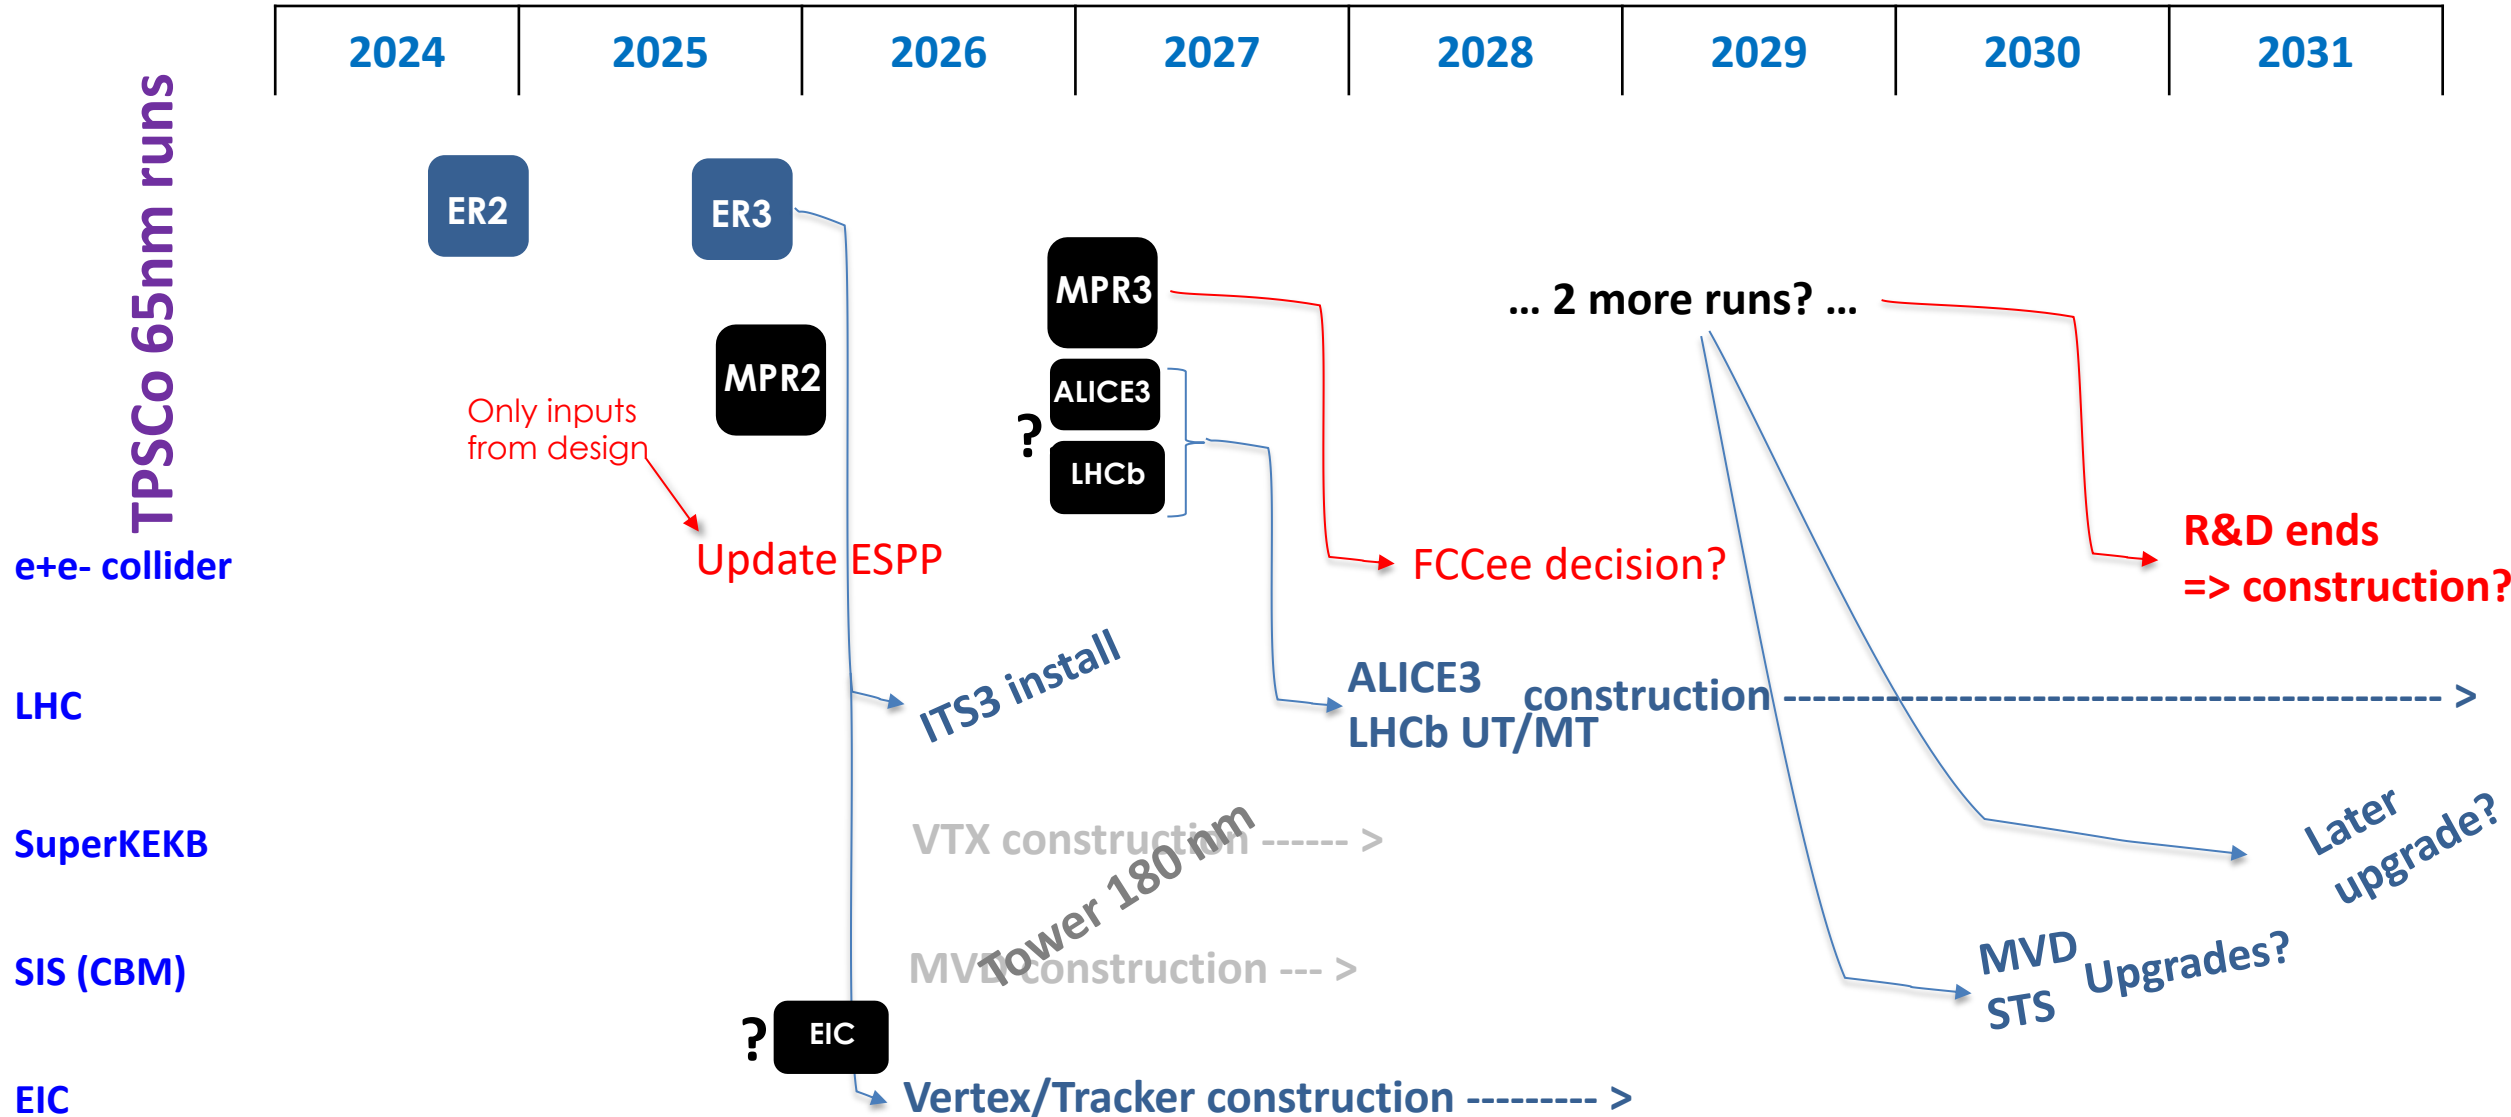 2024 2025 2026 2027 2028 2029 2030 2031
TPSCo 65nm runs
ER2
ER3
MPR2
MPR3
ALICE3
?
LHCb
... 2 more runs? ...
Only inputs
from design
e+e- collider
Update ESPP
FCCee decision?
R&D ends
=> construction?
LHC
ITS3 install
ALICE3
LHCb UT/MT
construction --------------------------------------------- >
SuperKEKB
VTX construction ------ >
Tower 180 nm
Later
upgrade?
SIS (CBM)
MVD construction --- >
MVD
STS
Upgrades?
?
EIC
EIC
Vertex/Tracker construction --------- >